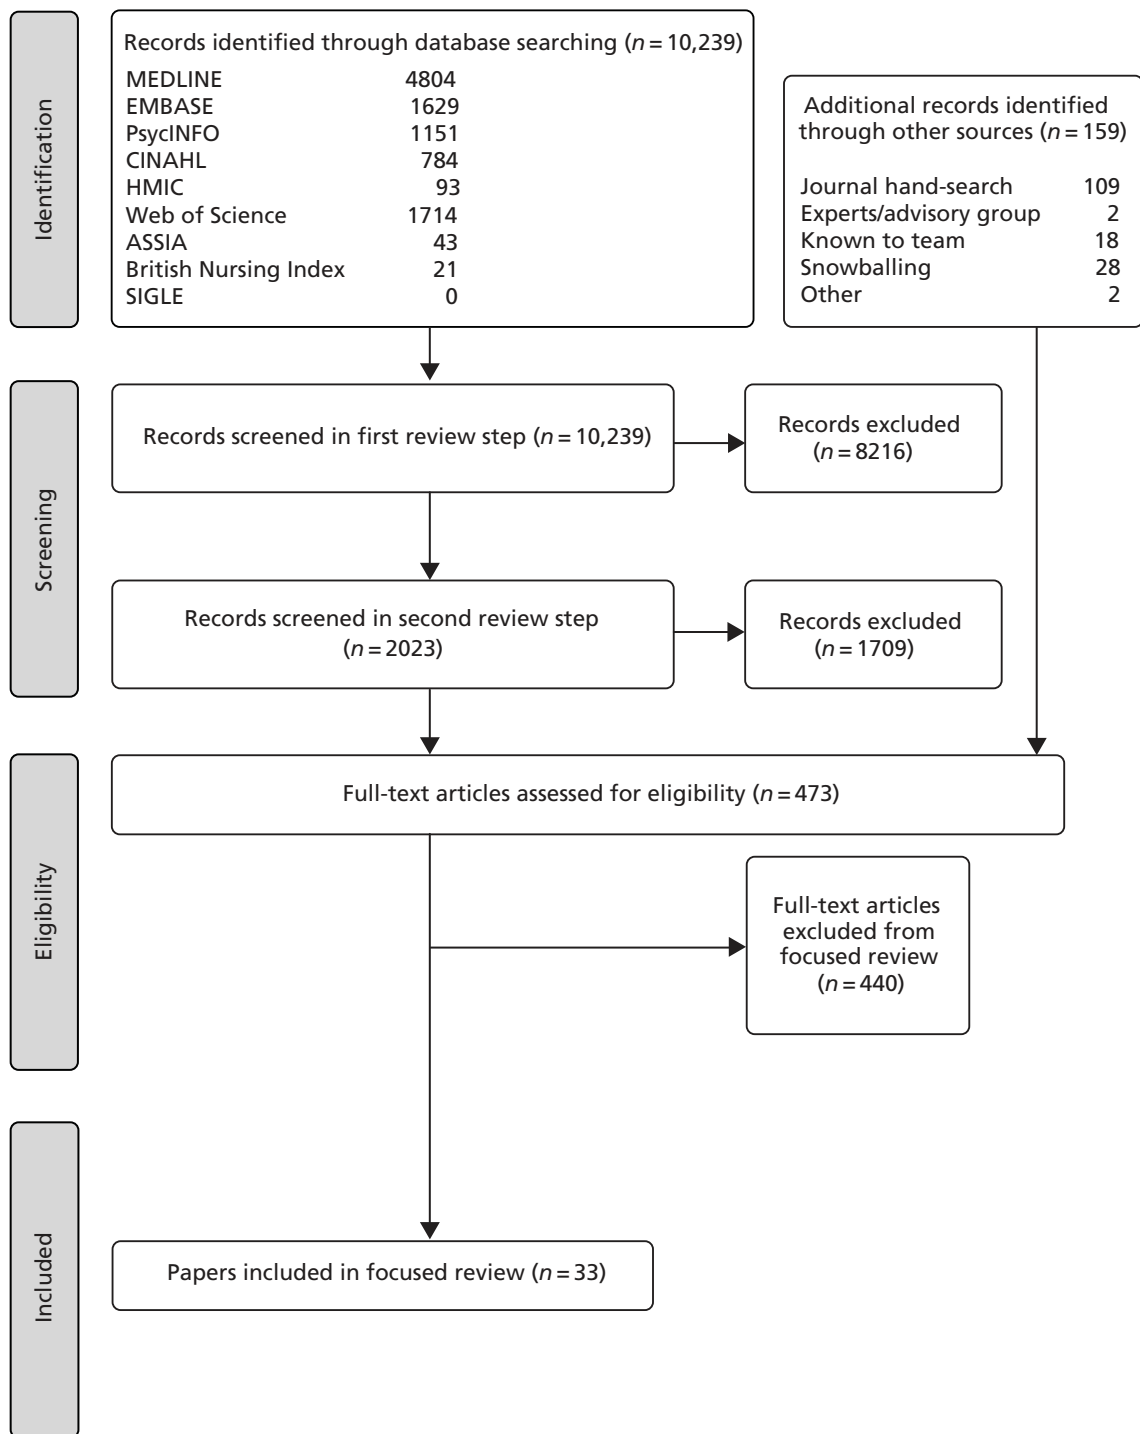 Identification
Records identified through database searching (n = 10,239)
MEDLINE 4804
EMBASE 1629
PsycINFO 1151
CINAHL 784
HMIC 93
Web of Science 1714
ASSIA 43
British Nursing Index 21
SIGLE 0
Additional records identified
through other sources (n = 159)
Journal hand-search 109
Experts/advisory group 2
Known to team 18
Snowballing 28
Other 2
Screening
Records screened in first review step (n = 10,239)
Records excluded
(n = 8216)
Records screened in second review step
(n = 2023)
Records excluded
(n = 1709)
Eligibility
Full-text articles assessed for eligibility (n = 473)
Full-text articles
excluded from
focused review
(n = 440)
Included
Papers included in focused review (n = 33)